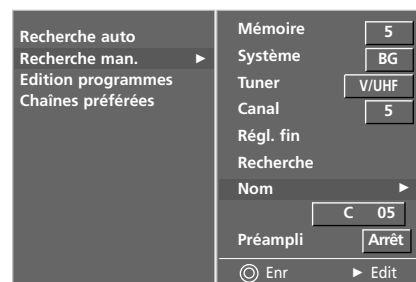 Recherche auto
Recherche man. ►
Edition programmes
Chaînes préférées
Mémoire 5
Système BG
Tuner V/UHF
Canal 5
Régl. fin
Recherche
Nom ►
C 05
Préampli Arrêt
Enr ► Edit